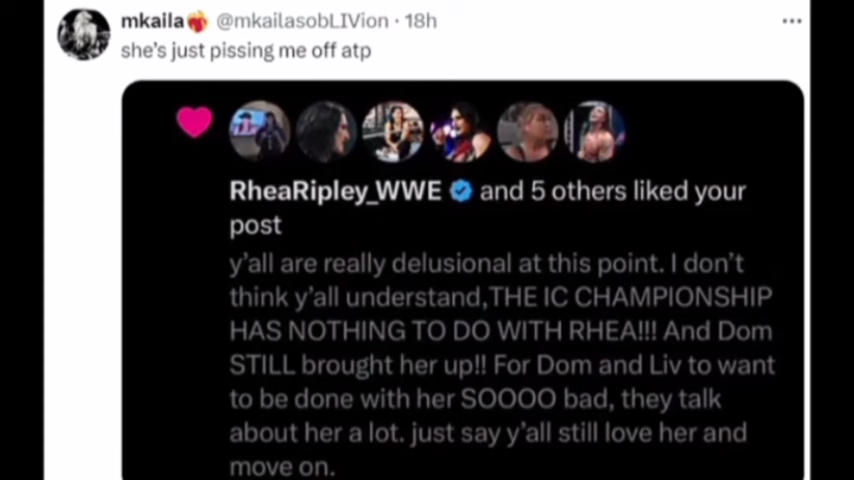 mkaila❤️‍🩹 @mkailasobLIVion · 18h
she's just pissing me off atp
RheaRipley_WWE and 5 others liked your
post
y'all are really delusional at this point. I don't
think y'all understand,THE IC CHAMPIONSHIP
HAS NOTHING TO DO WITH RHEA!!! And Dom
STILL brought her up!! For Dom and Liv to want
to be done with her SOOOO bad, they talk
about her a lot. just say y'all still love her and
move on.